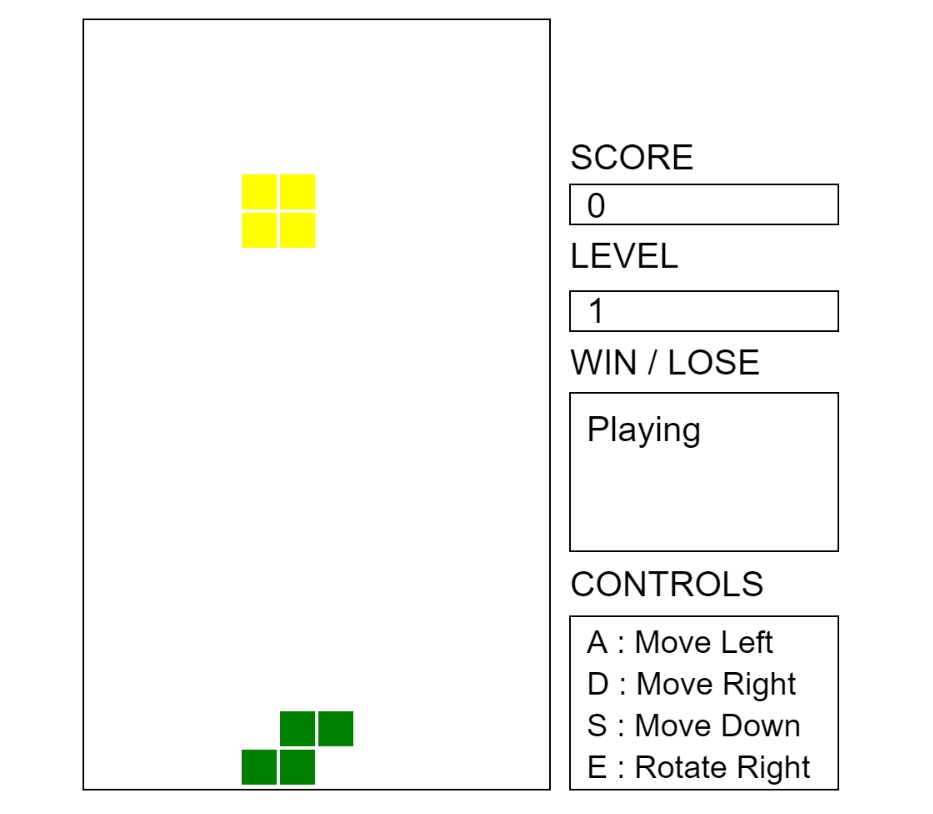 SCORE
0
LEVEL
1
WIN / LOSE
Playing
CONTROLS
A : Move Left
D : Move Right
S : Move Down
E : Rotate Right